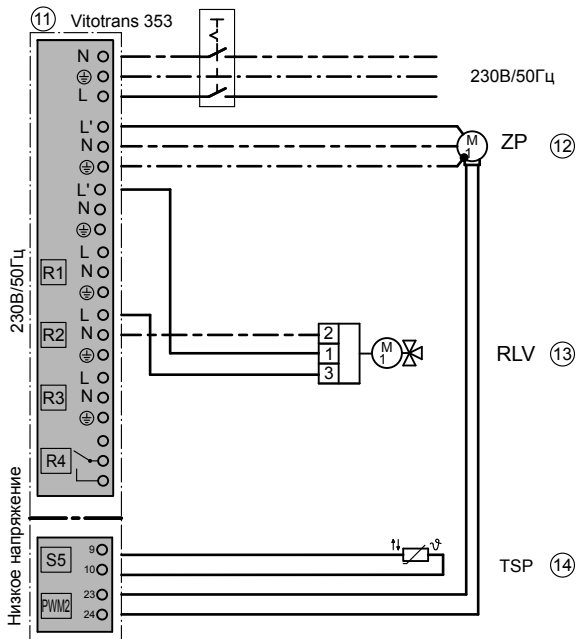 11 Vitotrans 353
N
L
230В/50Гц
L'
N
M
1
ZP 12
L'
N
L
R1 N
L
R2 N
2
1
3
M
1
RLV 13
L
R3 N
R4
230В/50Гц
Низкое напряжение
S5 9
10
ϑ
TSP 14
PWM2 23
24